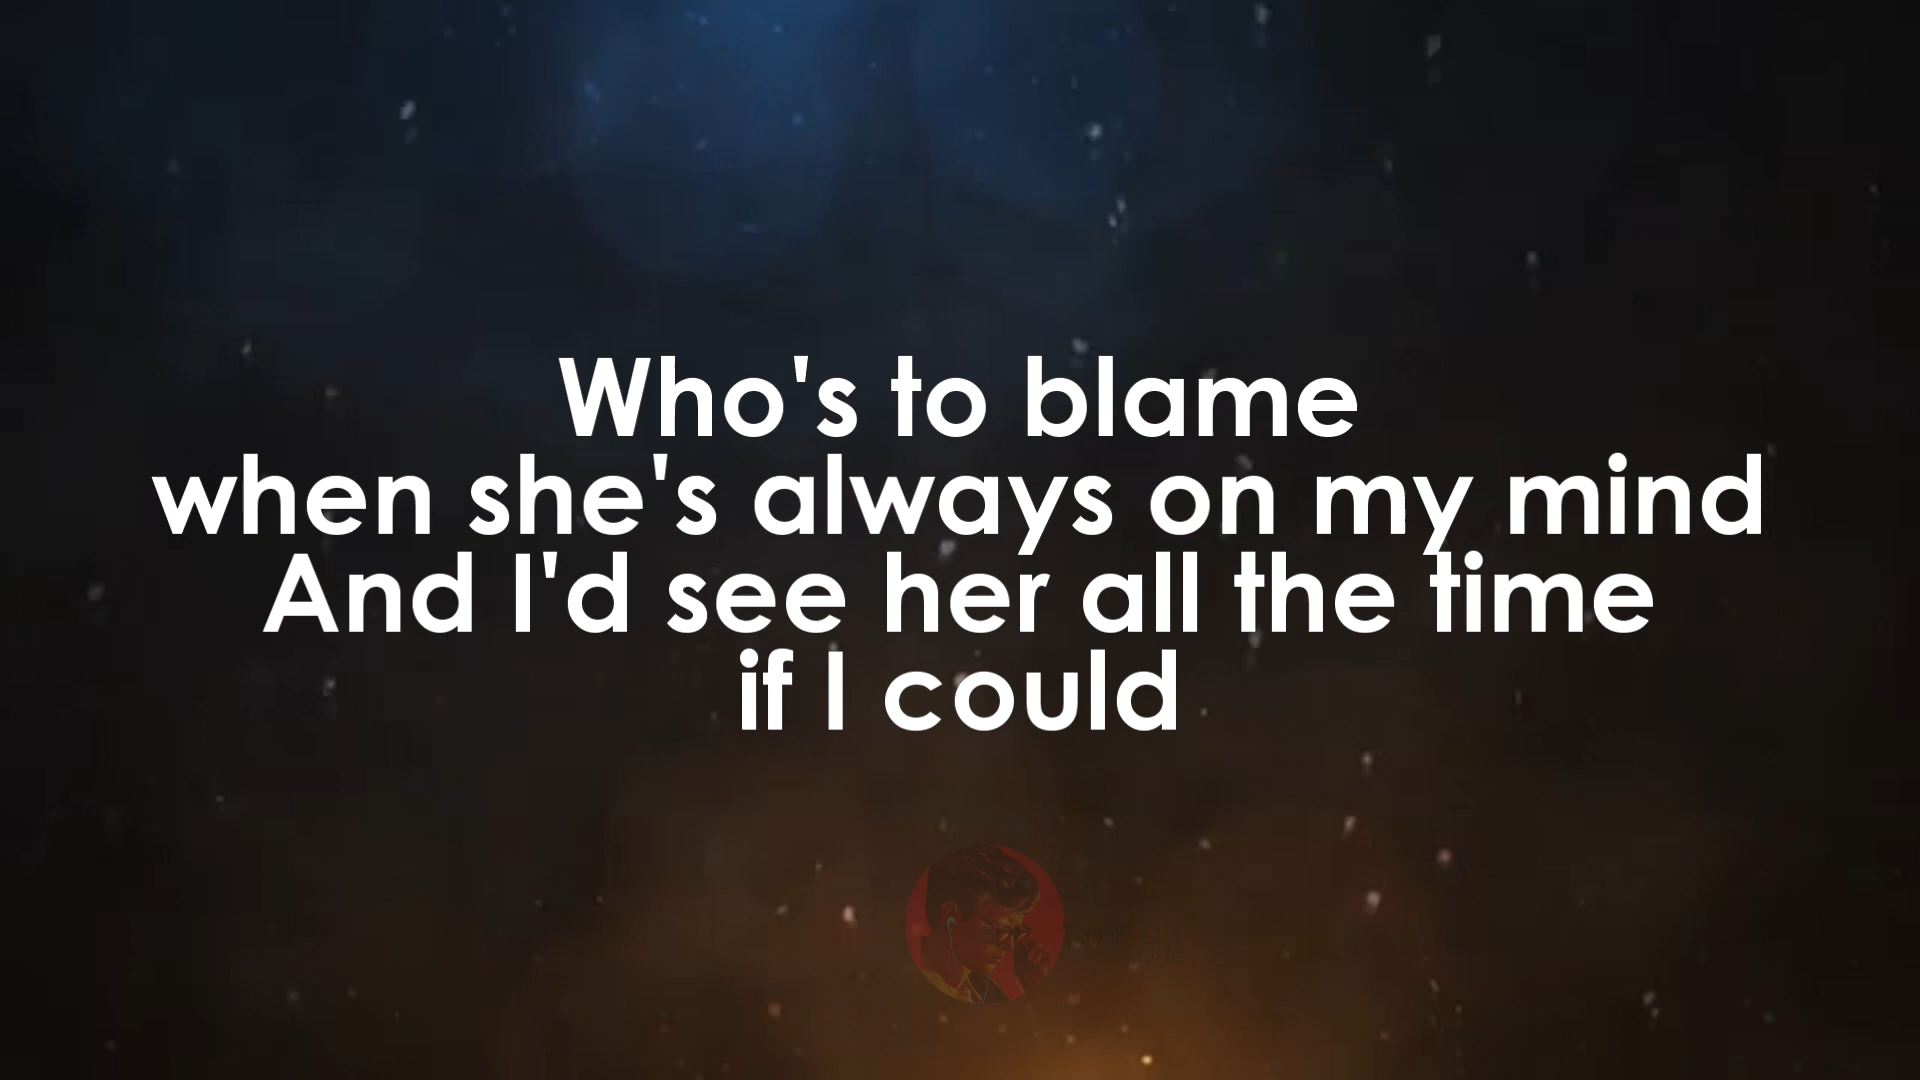 Who's to blame
when she's always on my mind
And I'd see her all the time
if I could